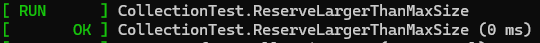 [ RUN      ] CollectionTest.ReserveLargerThanMaxSize
[       OK ] CollectionTest.ReserveLargerThanMaxSize (0 ms)